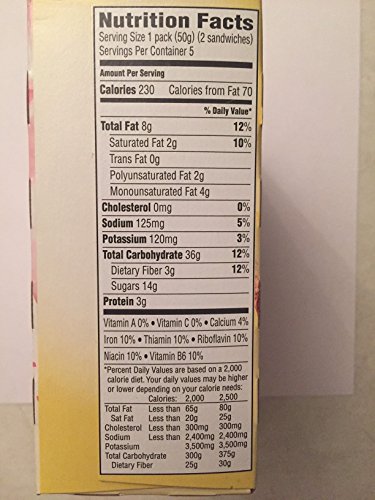 Nutrition Facts
Serving Size 1 pack (50g) (2 sandwiches)
Servings Per Container 5
Amount Per Serving
Calories 230 Calories from Fat 70
% Daily Value*
Total Fat 8g 12%
Saturated Fat 2g 10%
Trans Fat 0g
Polyunsaturated Fat 2g
Monounsaturated Fat 4g
Cholesterol 0mg 0%
Sodium 125mg 5%
Potassium 120mg 3%
Total Carbohydrate 36g 12%
Dietary Fiber 3g 12%
Sugars 14g
Protein 3g
Vitamin A 0% • Vitamin C 0% • Calcium 4%
Iron 10% • Thiamin 10% • Riboflavin 10%
Niacin 10% • Vitamin B6 10%
*Percent Daily Values are based on a 2,000
calorie diet. Your daily values may be higher
or lower depending on your calorie needs:
Calories: 2,000 2,500
Total Fat Less than 65g 80g
Sat Fat Less than 20g 25g
Cholesterol Less than 300mg 300mg
Sodium Less than 2,400mg 2,400mg
Potassium 3,500mg 3,500mg
Total Carbohydrate 300g 375g
Dietary Fiber 25g 30g